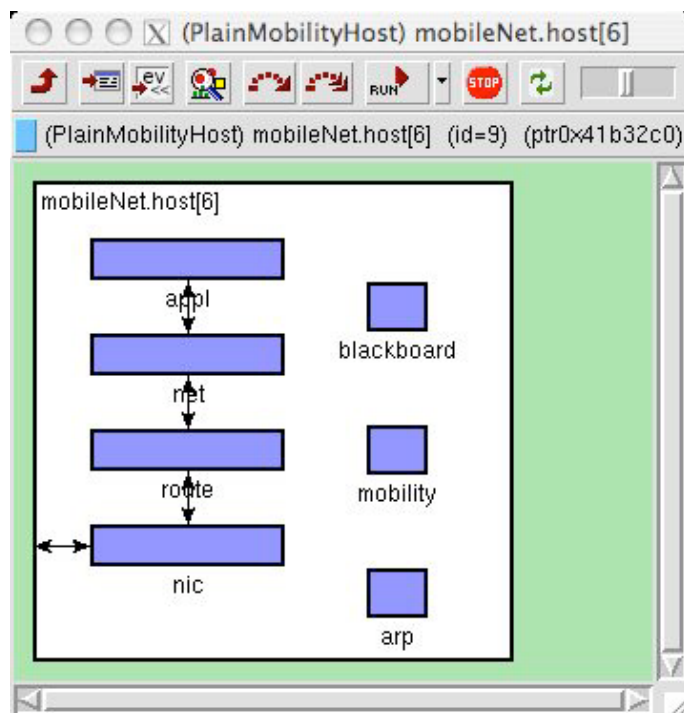 (PlainMobilityHost) mobileNet.host[6]
ev
<<
RUN
STOP
(PlainMobilityHost) mobileNet.host[6] (id=9) (ptr0x41b32c0)
mobileNet.host[6]
appl
blackboard
net
route
mobility
nic
arp